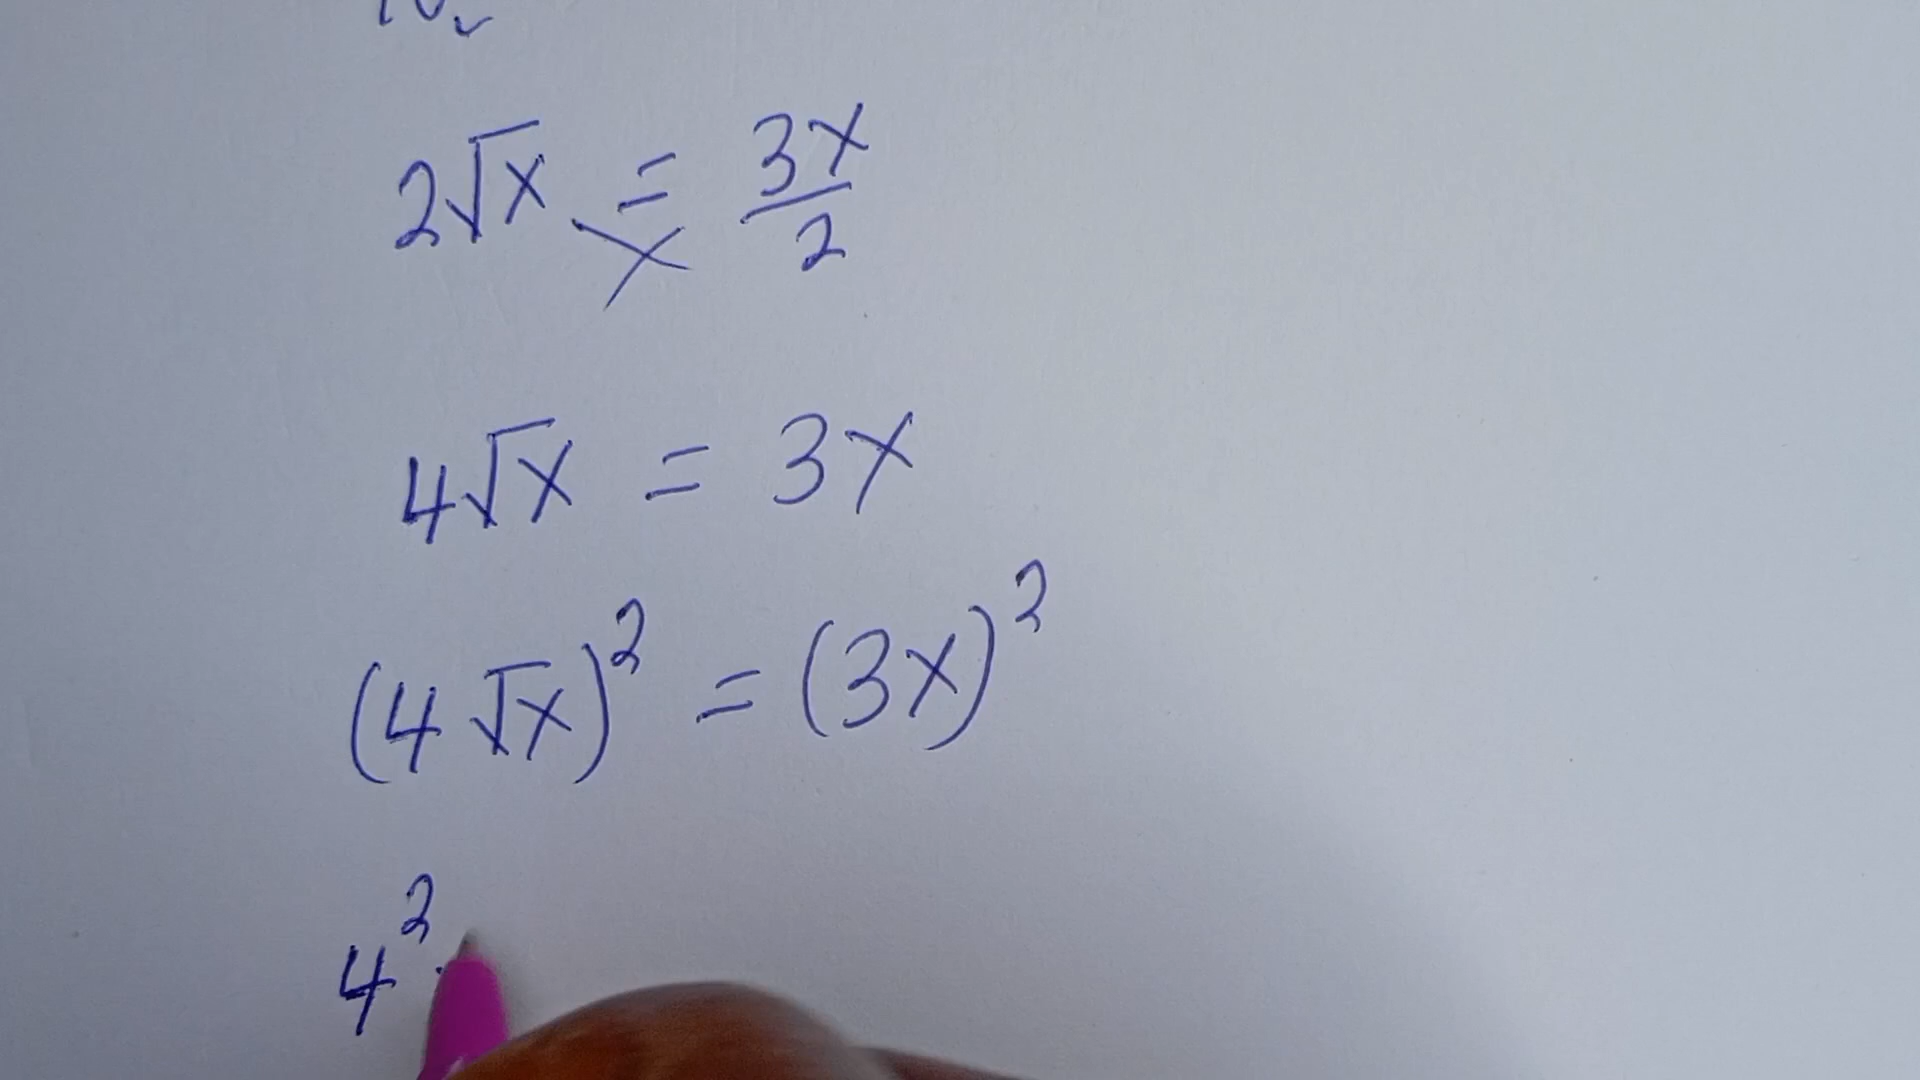 2√x = 3x/2
4√x = 3x
(4√x)² = (3x)²
4² ·